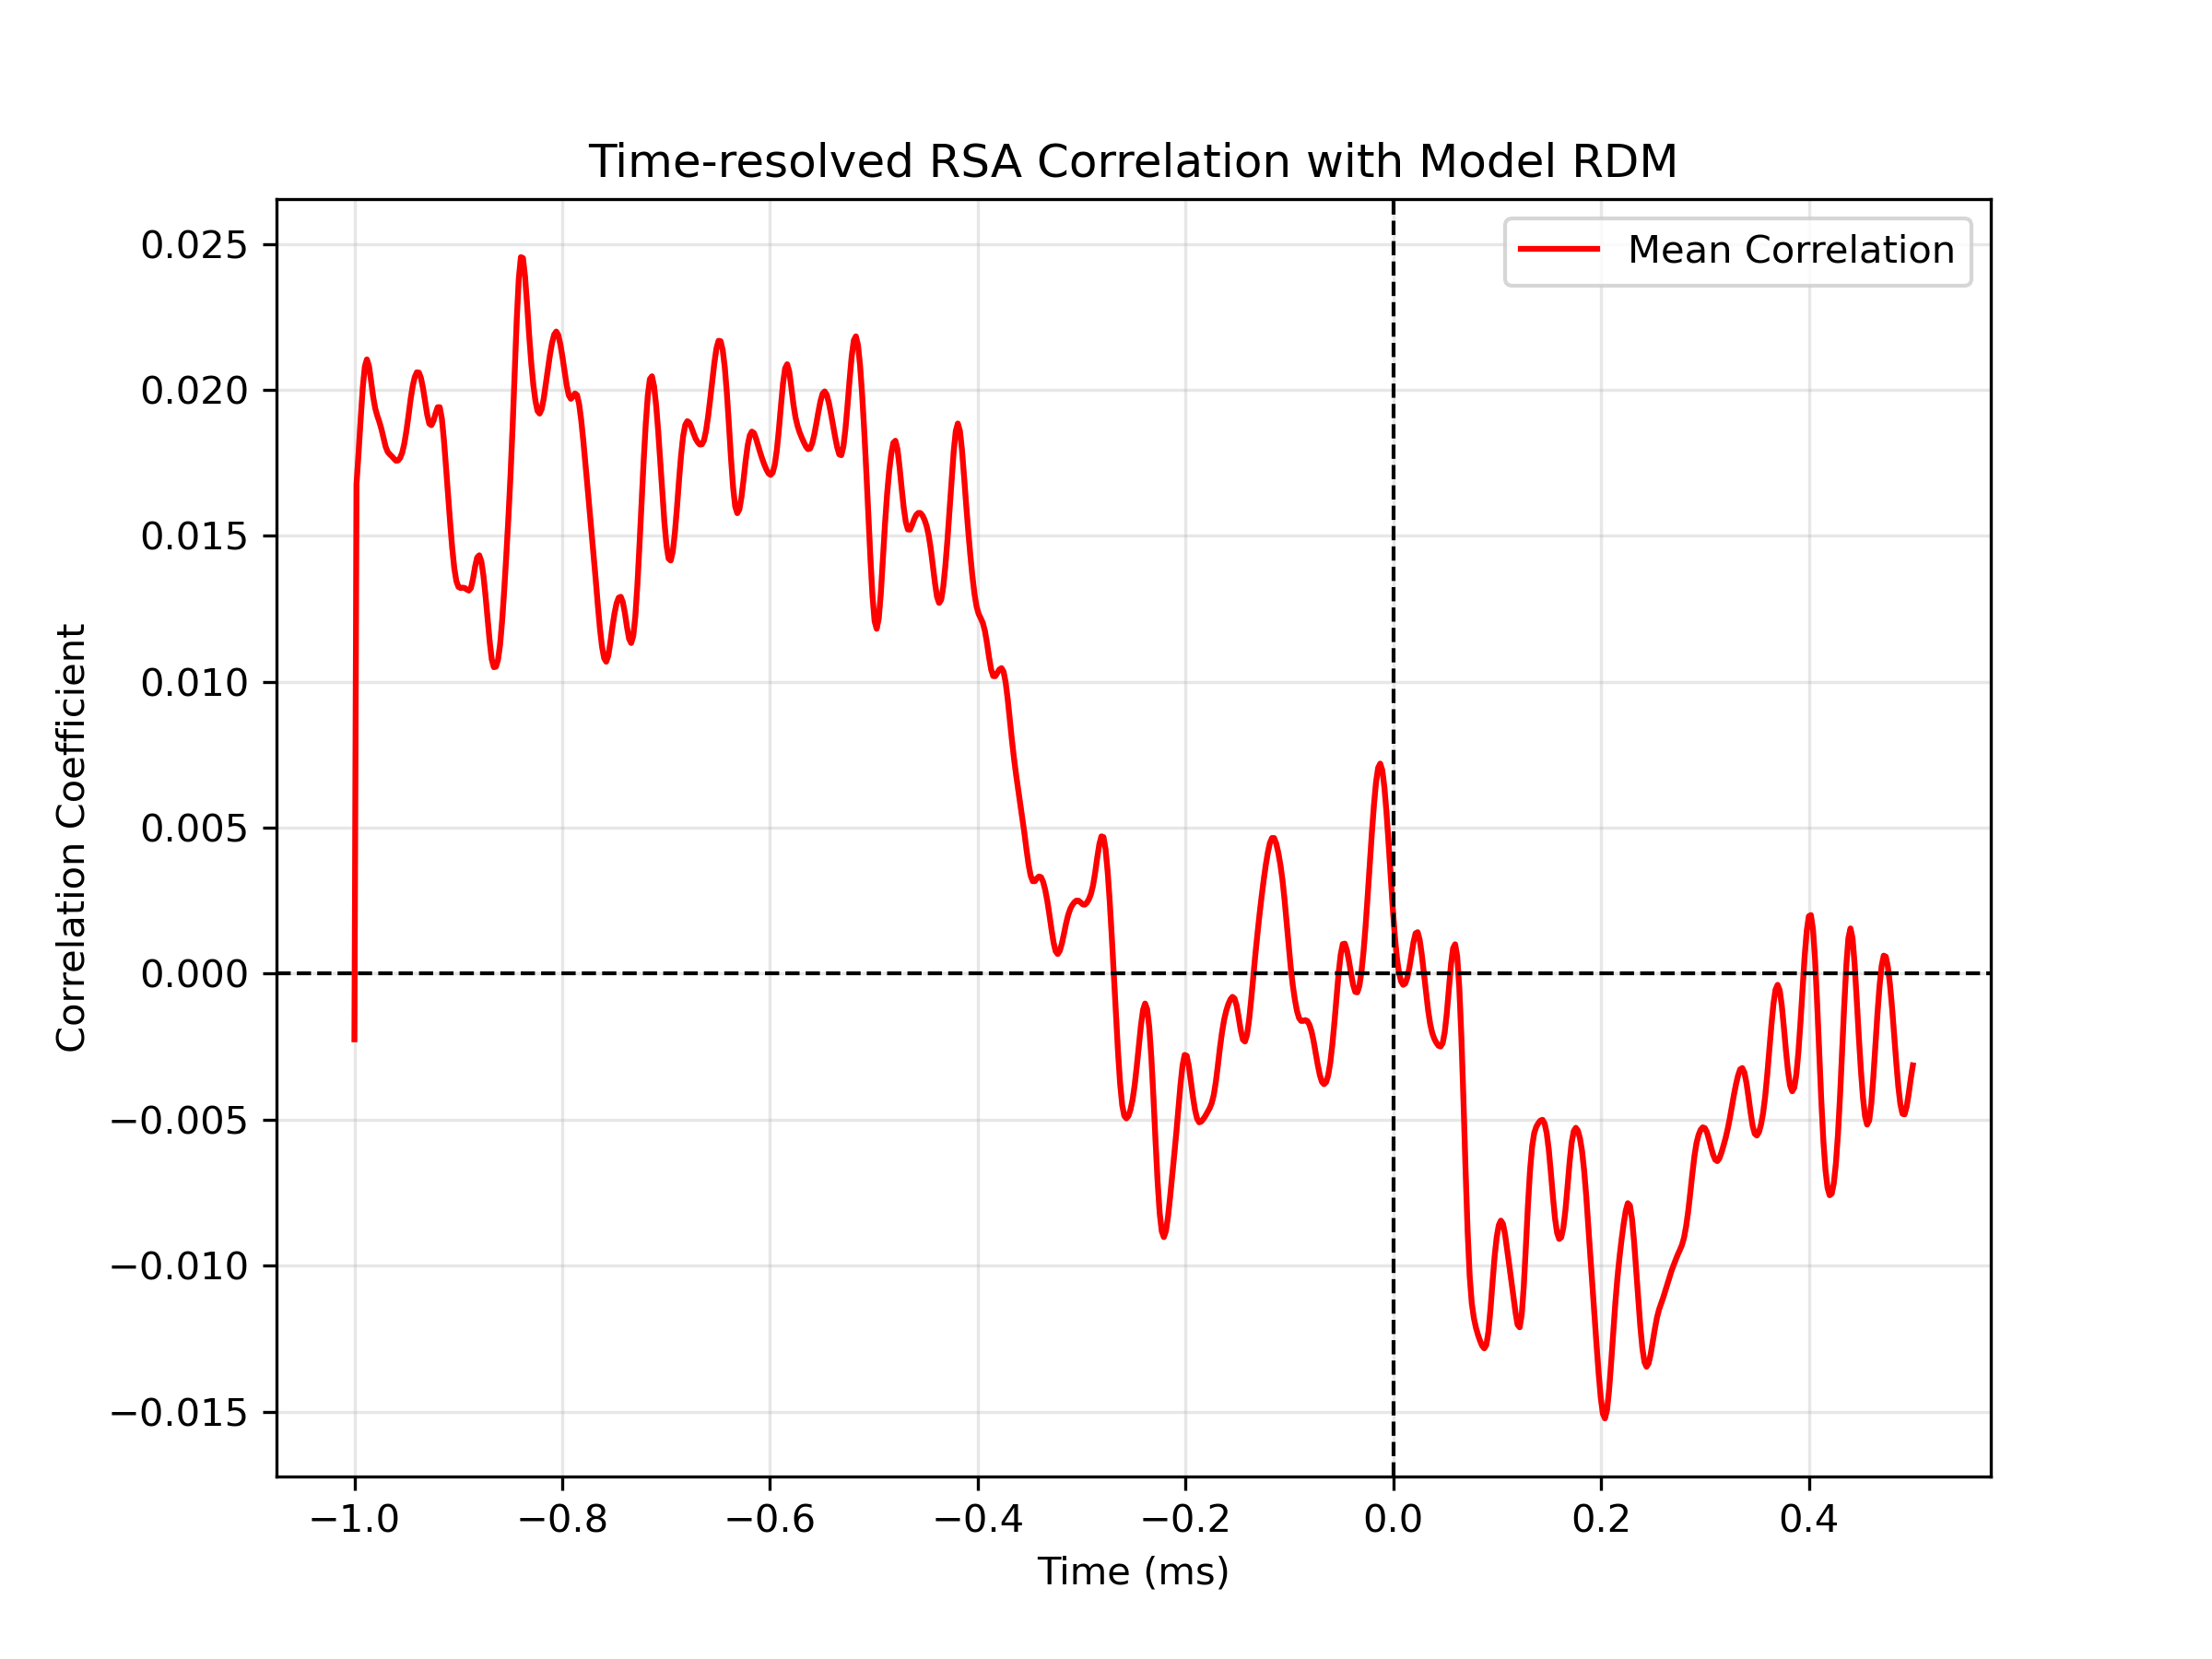 Time-resolved RSA Correlation with Model RDM
Mean Correlation
Correlation Coefficient
0.025
0.020
0.015
0.010
0.005
0.000
−0.005
−0.010
−0.015
−1.0 −0.8 −0.6 −0.4 −0.2 0.0 0.2 0.4
Time (ms)